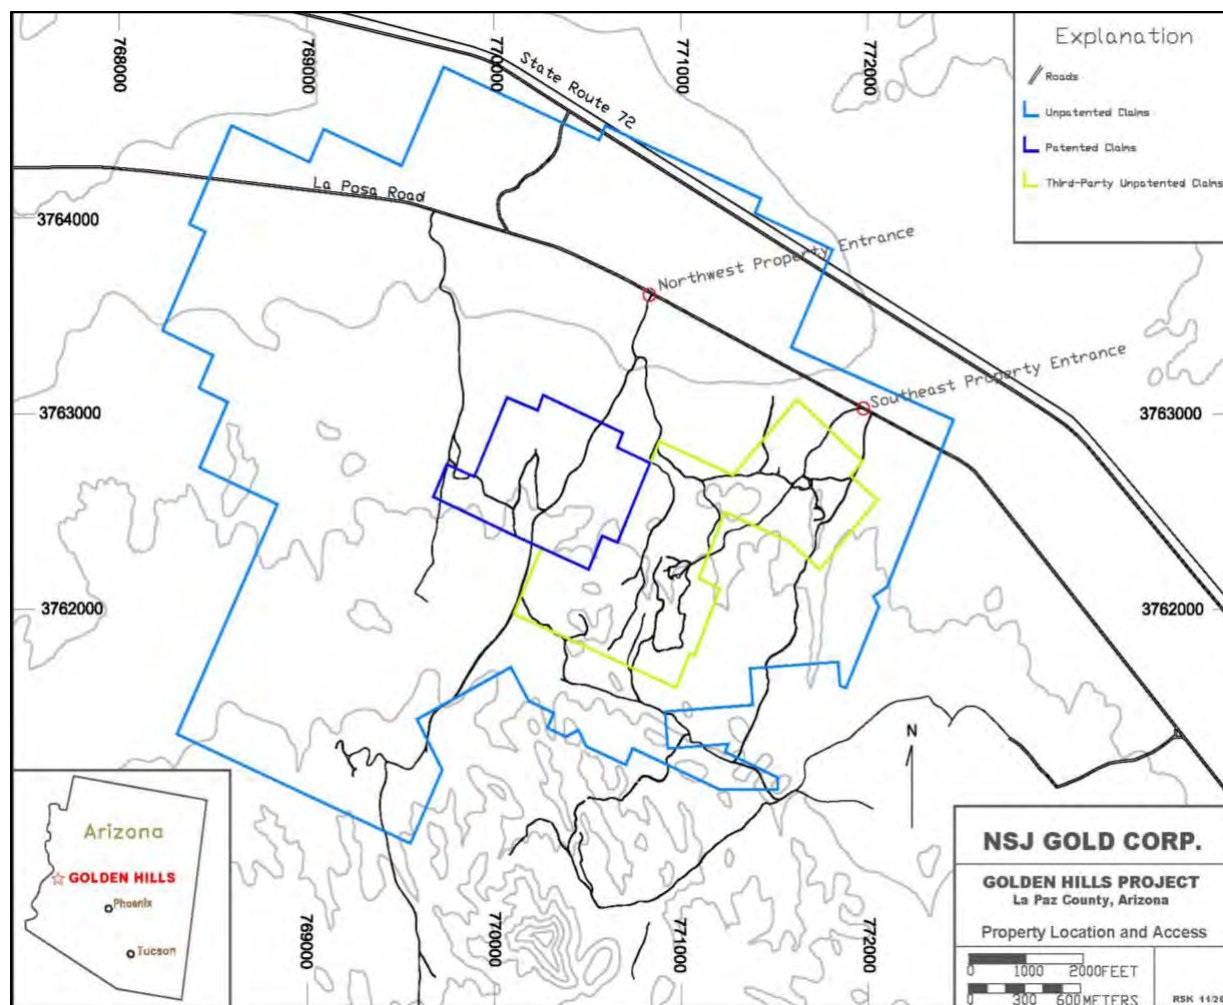 768000
769000
770000
771000
772000
State Route 72
La Posa Road
3764000
Northwest Property Entrance
Southeast Property Entrance
3763000
3763000
3762000
3762000
Explanation
Roads
Unpatented Claims
Patented Claims
Third-Party Unpatented Claims
N
Arizona
GOLDEN HILLS
Phoenix
Tucson
769000
770000
771000
772000
NSJ GOLD CORP.
GOLDEN HILLS PROJECT
La Paz County, Arizona
Property Location and Access
0 1000 2000FEET
0 300 600METERS
RSK